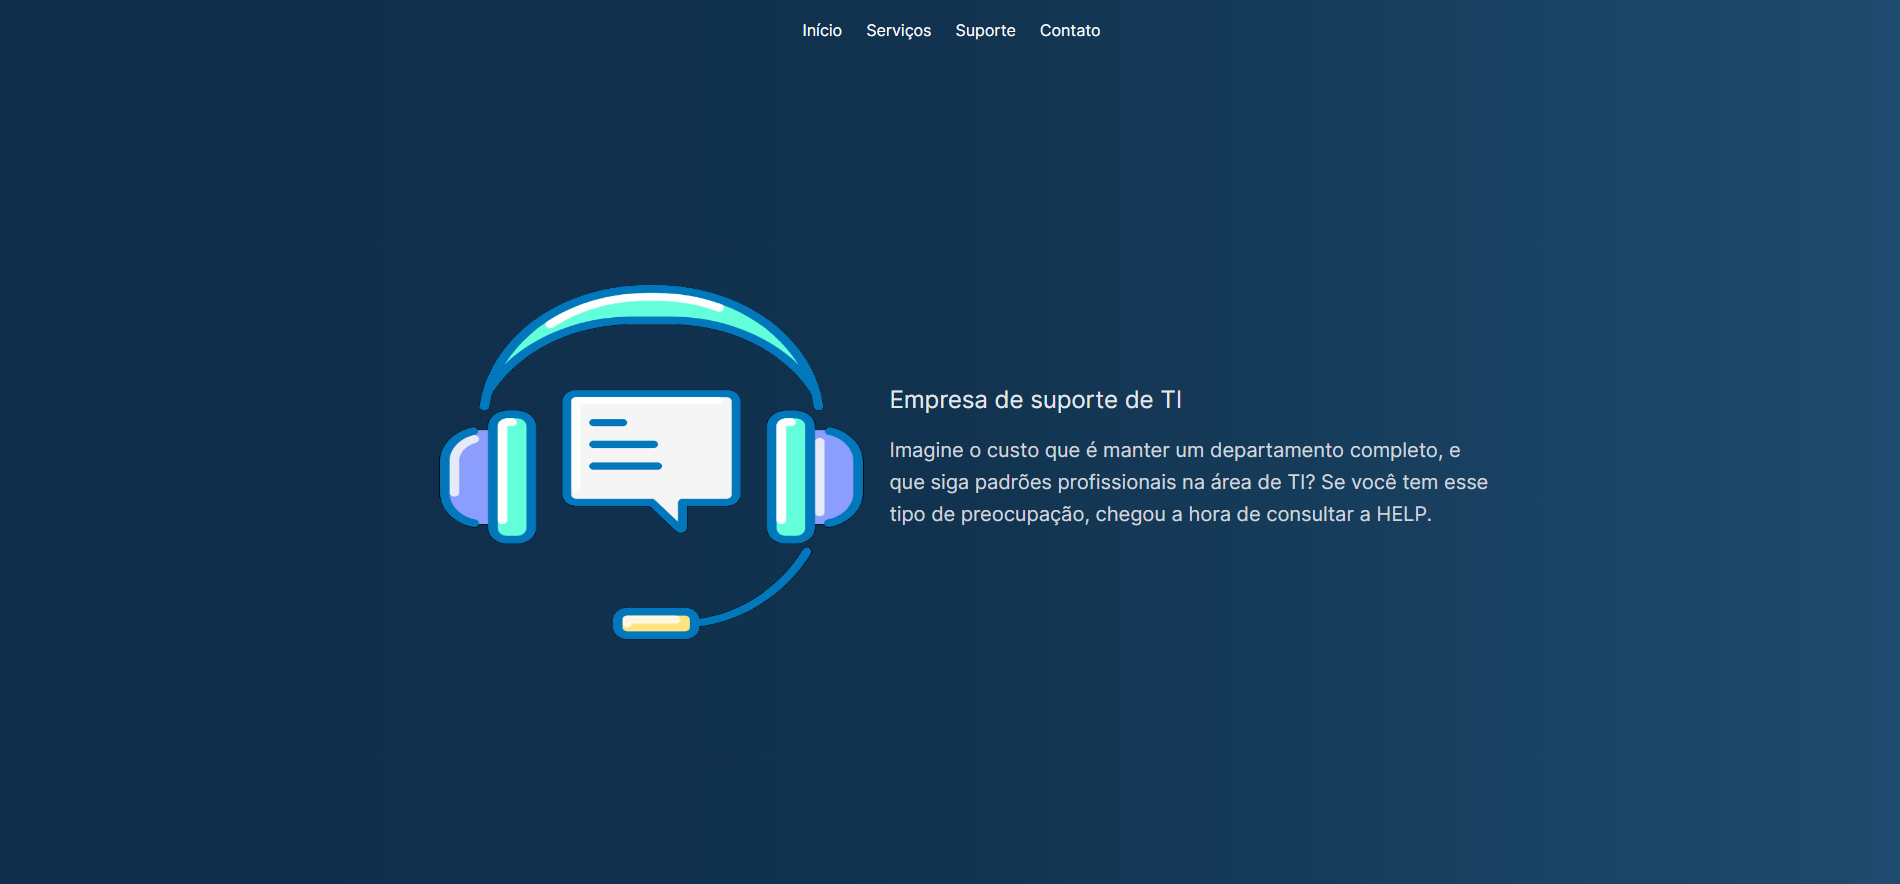 Início Serviços Suporte Contato
Empresa de suporte de TI
Imagine o custo que é manter um departamento completo, e
que siga padrões profissionais na área de TI? Se você tem esse
tipo de preocupação, chegou a hora de consultar a HELP.